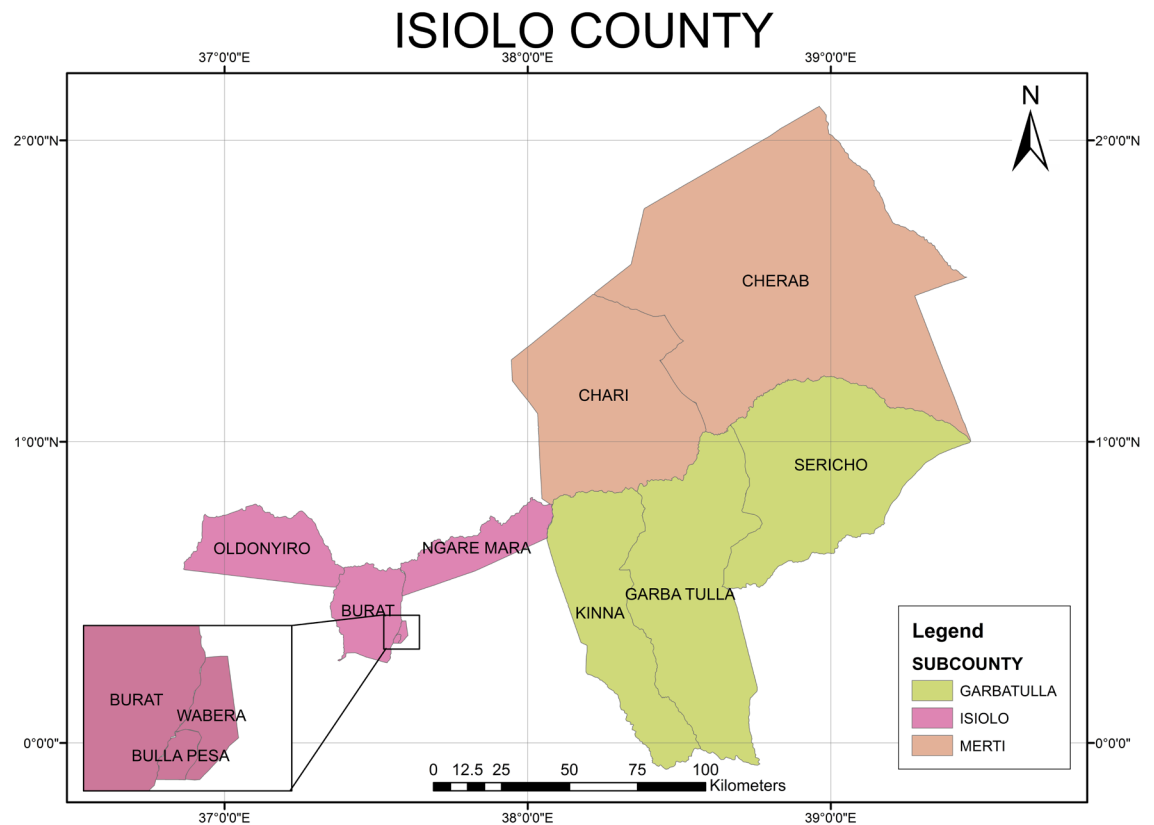 ISIOLO COUNTY
37°0'0"E 38°0'0"E 39°0'0"E
N
2°0'0"N 2°0'0"N
CHERAB
CHARI
1°0'0"N 1°0'0"N
SERICHO
OLDONYIRO NGARE MARA
GARBA TULLA
BURAT KINNA
BURAT
WABERA
BULLA PESA
Legend
SUBCOUNTY
GARBATULLA
ISIOLO
MERTI
0°0'0" 0°0'0"
0 12.5 25 50 75 100
Kilometers
37°0'0"E 38°0'0"E 39°0'0"E